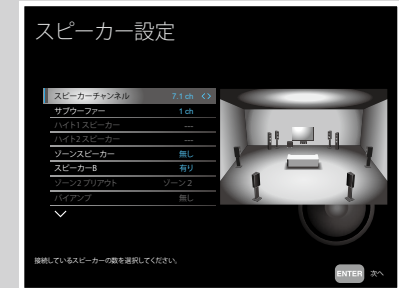 スピーカー設定
スピーカーチャンネル 7.1 ch <>
サブウーファー 1 ch
ハイト1 スピーカー ---
ハイト2 スピーカー ---
ゾーンスピーカー 無し
スピーカーB 有り
ゾーン2 プリアウト ゾーン 2
バイアンプ 無し
接続しているスピーカーの数を選択してください。
ENTER 次へ